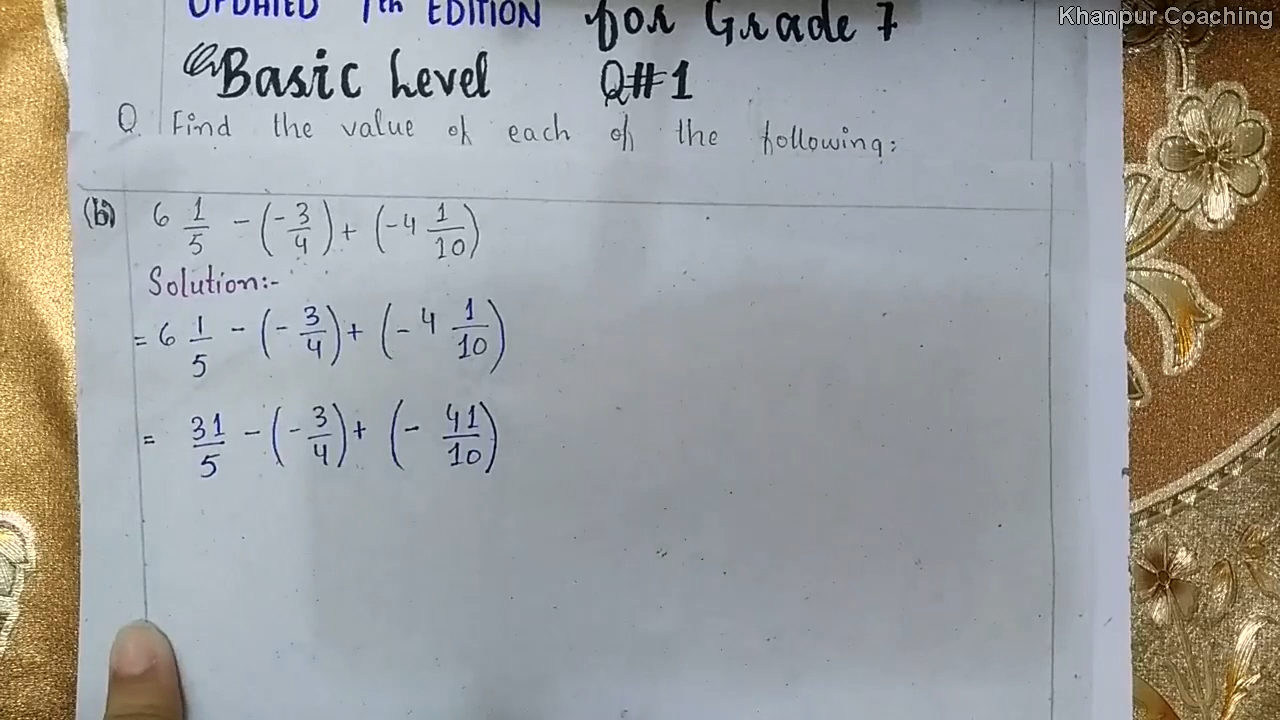 Khanpur Coaching
UPDATED 7th EDITION for Grade 7
Basic Level Q#1
Q. Find the value of each of the following:
(b) 6 1/5 - (-3/4) + (-4 1/10)
Solution:-
= 6 1/5 - (-3/4) + (-4 1/10)
= 31/5 - (-3/4) + (- 41/10)